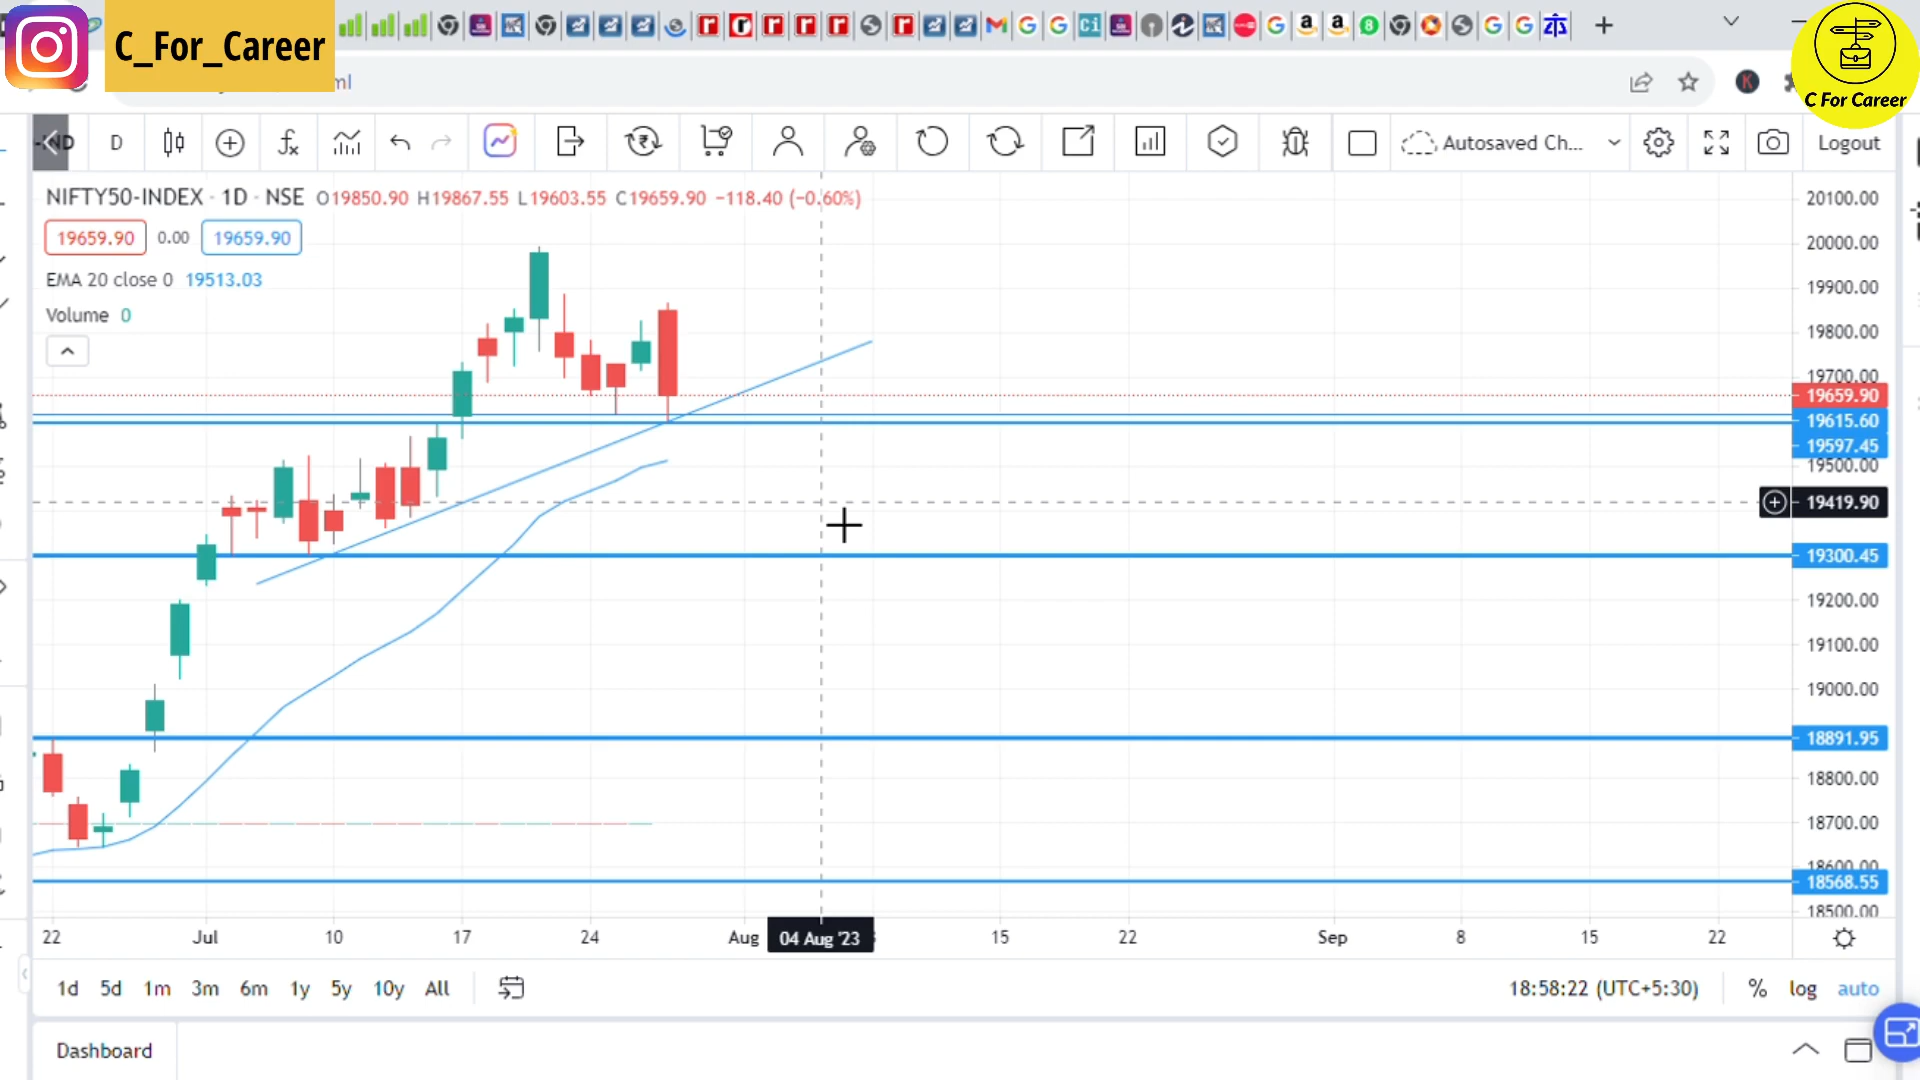 C_For_Career
ml
C For Career
D
Autosaved Ch...
Logout
NIFTY50-INDEX · 1D · NSE O19850.90 H19867.55 L19603.55 C19659.90 −118.40 (−0.60%)
19659.90 0.00 19659.90
EMA 20 close 0 19513.03
Volume 0
20100.00
20000.00
19900.00
19800.00
19700.00
19659.90
19615.60
19597.45
19500.00
19419.90
19300.45
19200.00
19100.00
19000.00
18891.95
18800.00
18700.00
18600.00
18568.55
18500.00
22 Jul 10 17 24 Aug 04 Aug '23 15 22 Sep 8 15 22
1d 5d 1m 3m 6m 1y 5y 10y All
18:58:22 (UTC+5:30) % log auto
Dashboard